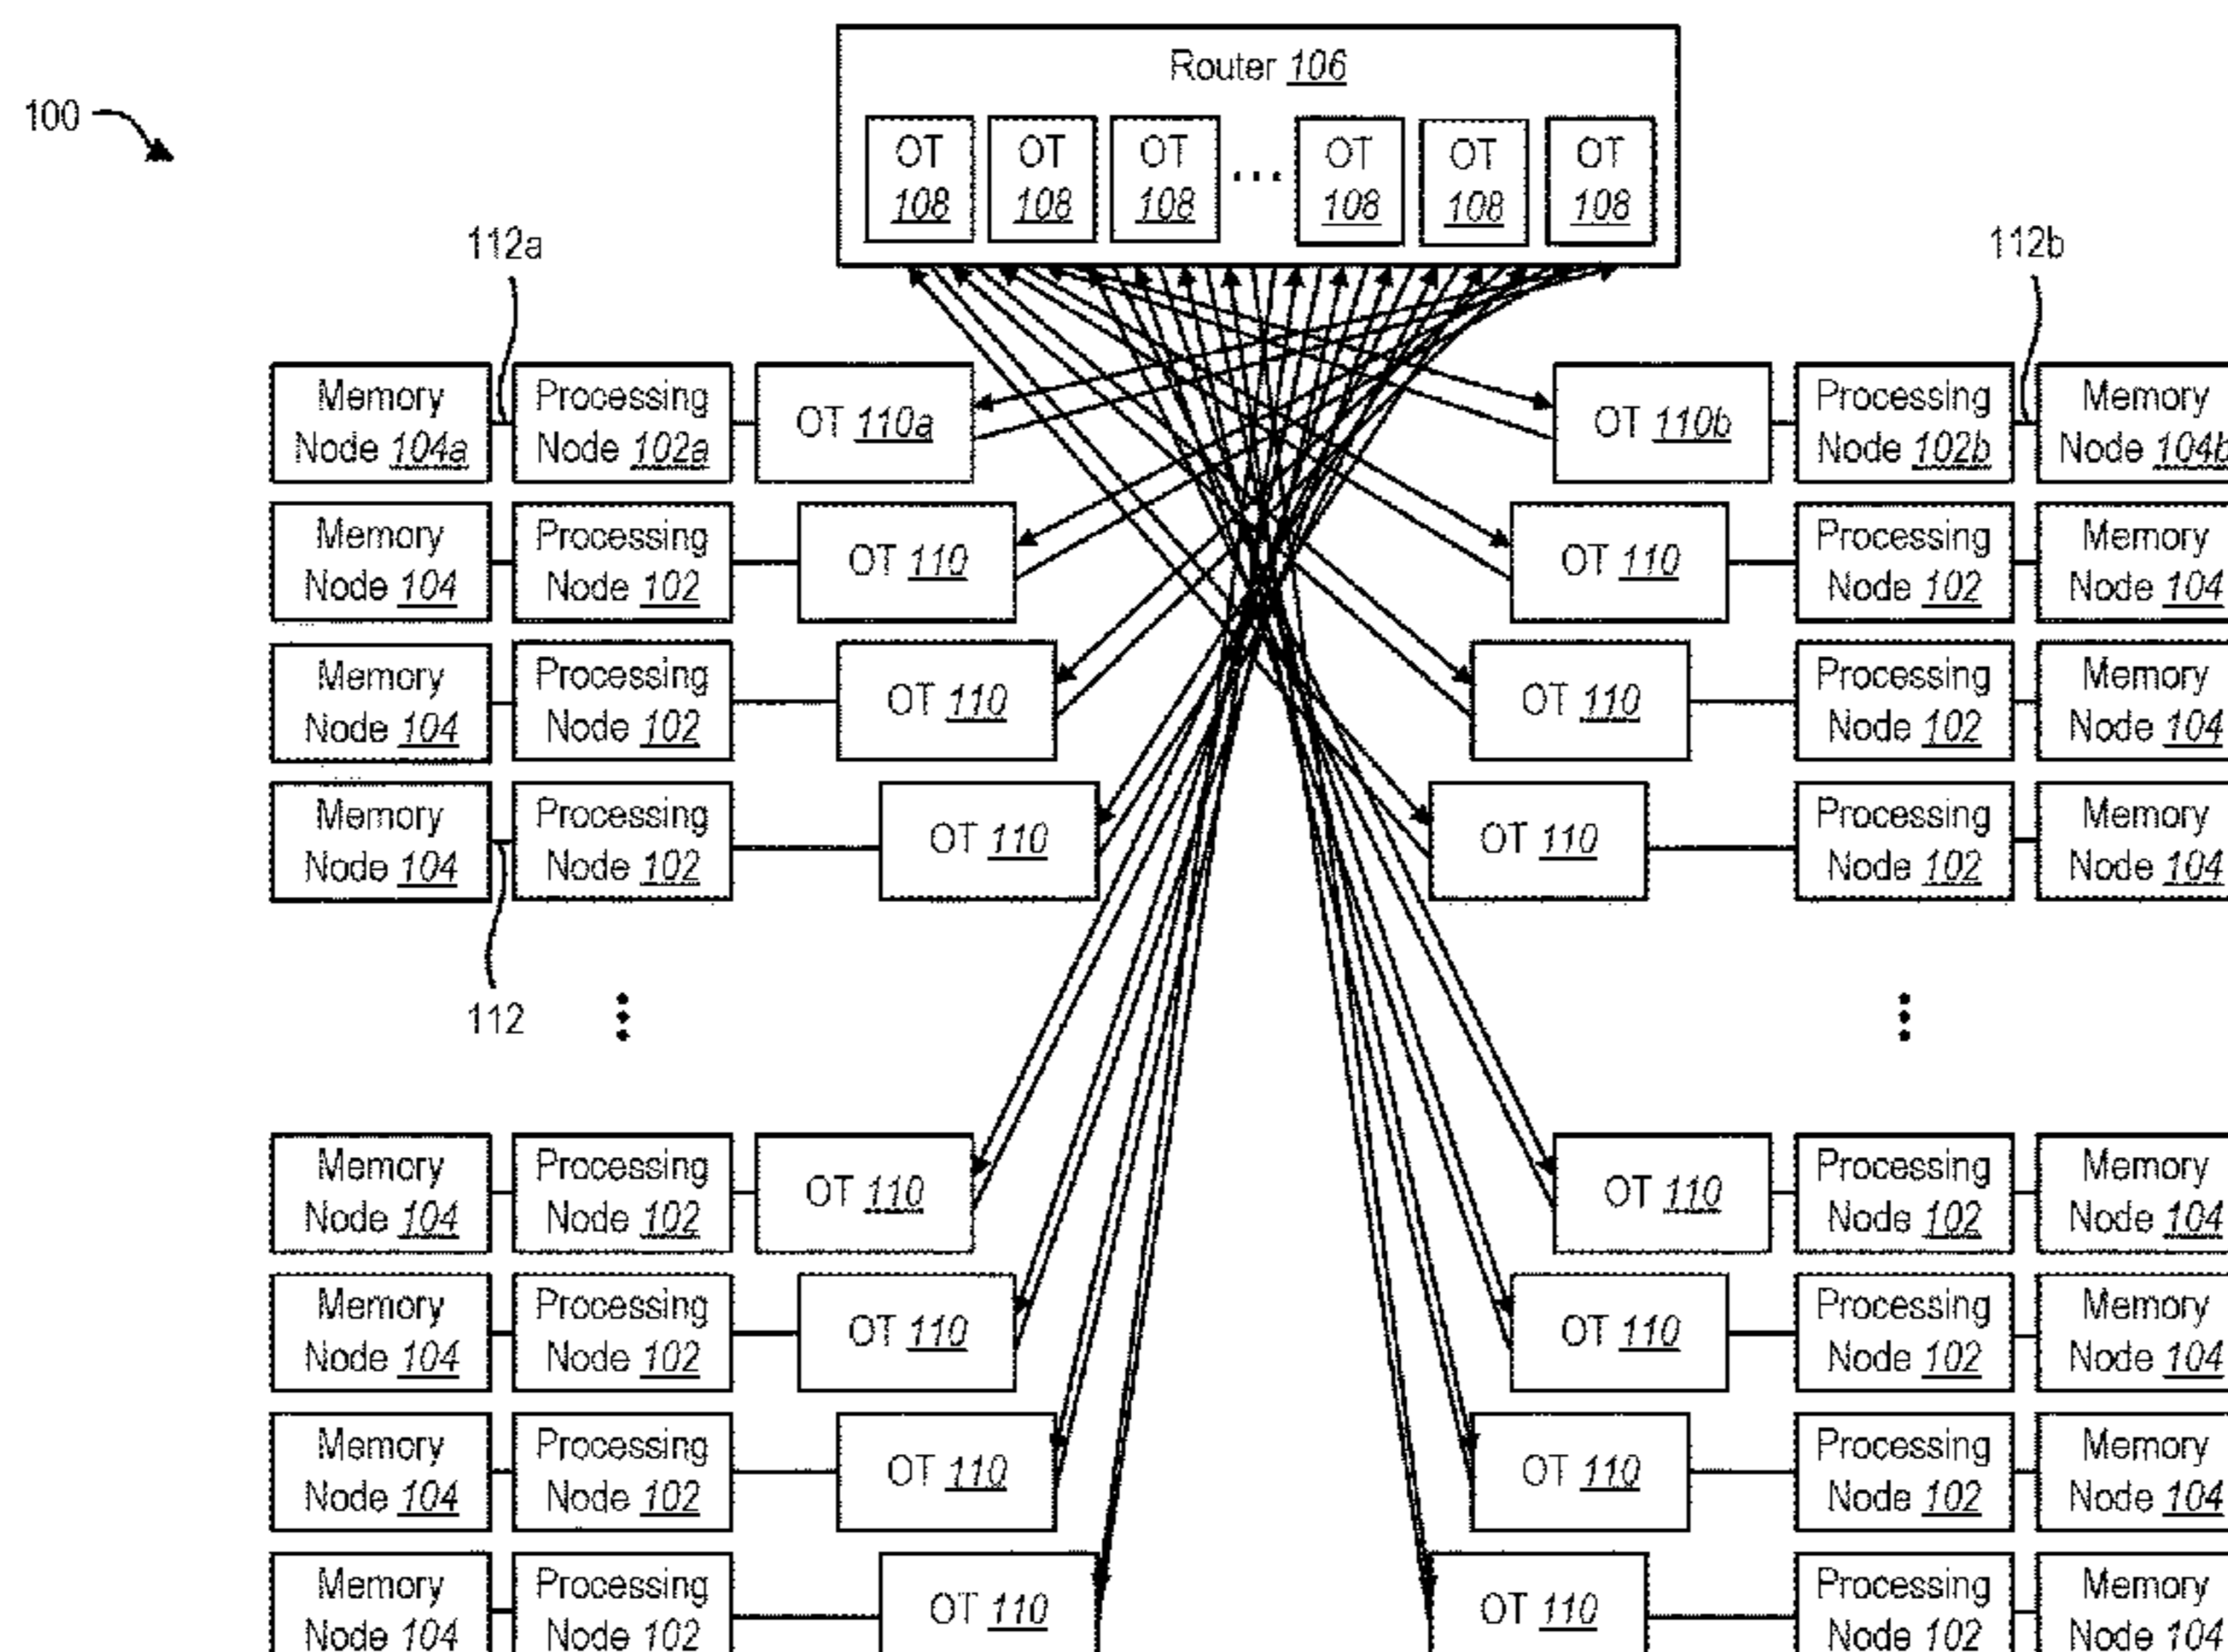 Router 106
100
OT OT OT ... OT OT OT
108 108 108 108 108 108
112a 112b
Memory Processing OT 110a OT 110b Processing Memory
Node 104a Node 102a Node 102b Node 104b
Memory Processing OT 110 OT 110 Processing Memory
Node 104 Node 102 Node 102 Node 104
Memory Processing OT 110 OT 110 Processing Memory
Node 104 Node 102 Node 102 Node 104
Memory Processing OT 110 OT 110 Processing Memory
Node 104 Node 102 Node 102 Node 104
112
Memory Processing OT 110 OT 110 Processing Memory
Node 104 Node 102 Node 102 Node 104
Memory Processing OT 110 OT 110 Processing Memory
Node 104 Node 102 Node 102 Node 104
Memory Processing OT 110 OT 110 Processing Memory
Node 104 Node 102 Node 102 Node 104
Memory Processing OT 110 OT 110 Processing Memory
Node 104 Node 102 Node 102 Node 104